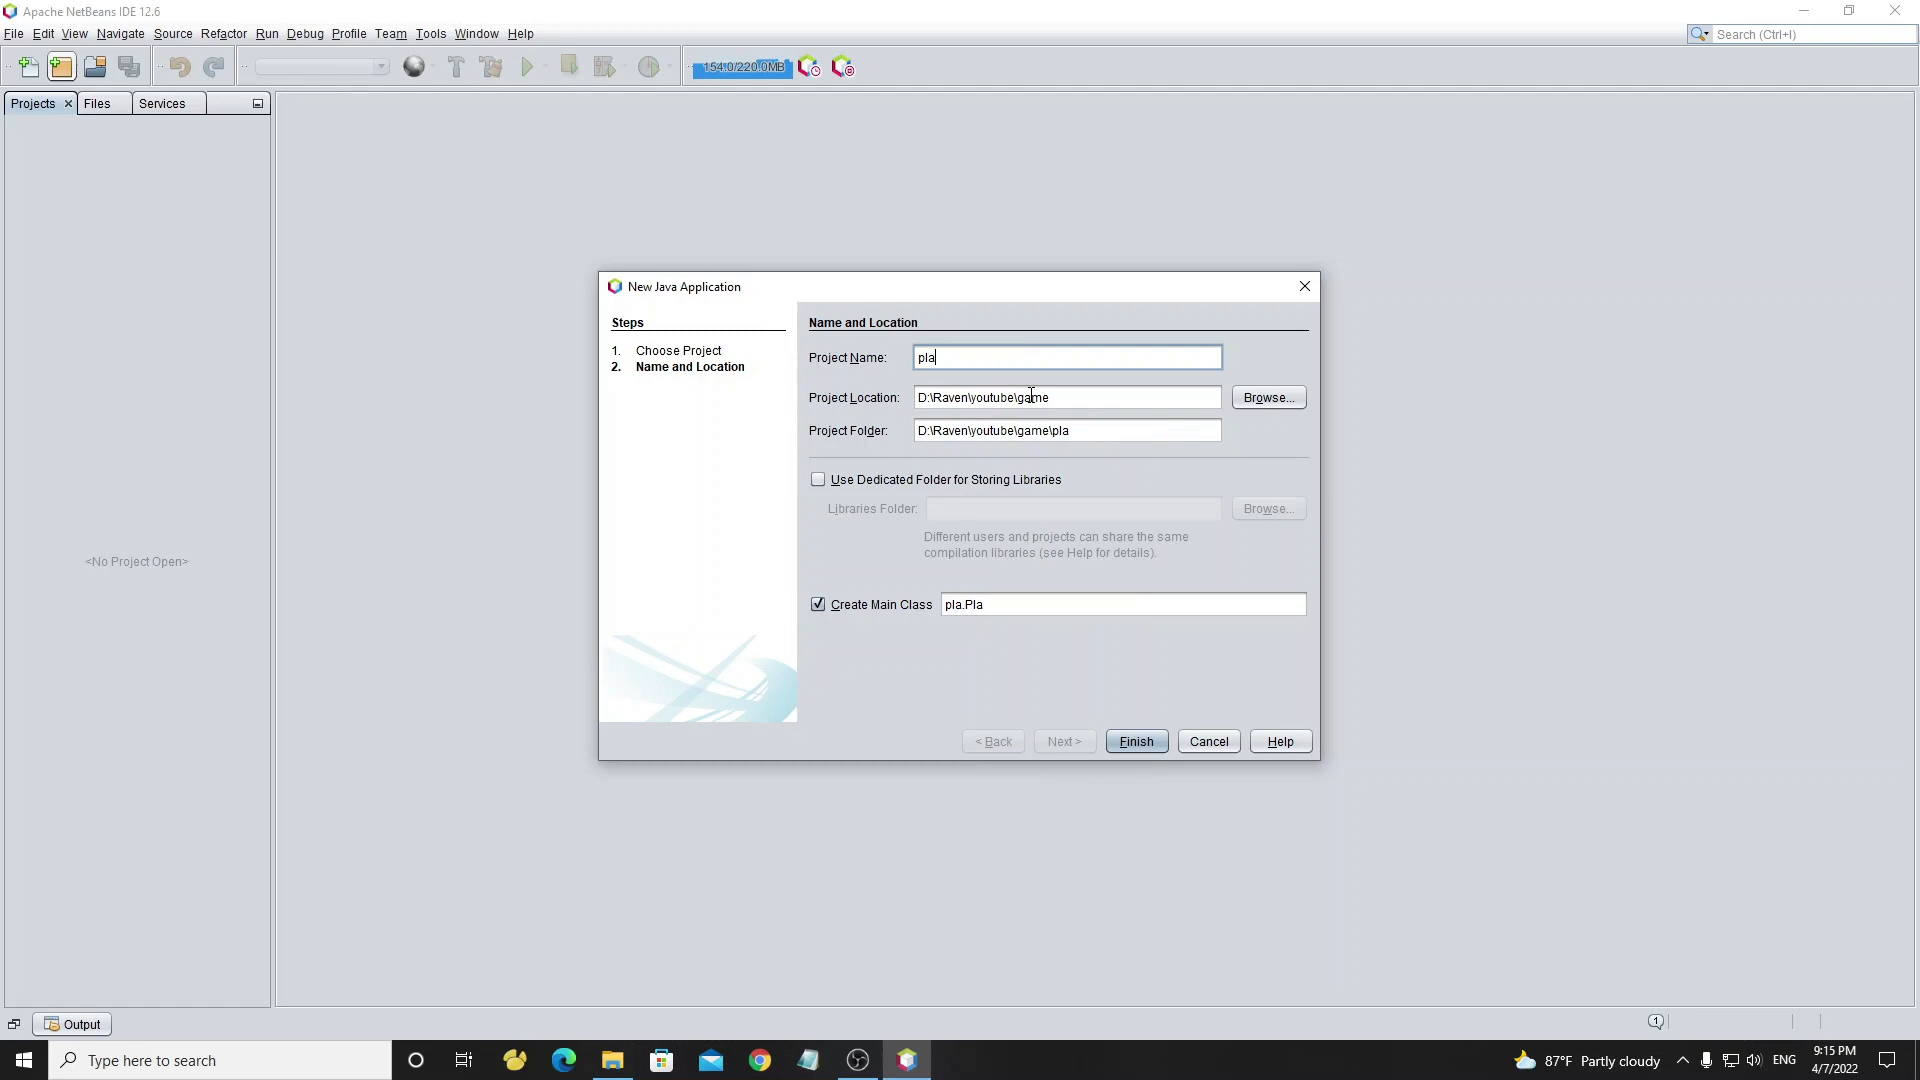 Apache NetBeans IDE 12.6
File Edit View Navigate Source Refactor Run Debug Profile Team Tools Window Help
Search (Ctrl+I)
154.0/220.0MB
Projects Files Services
<No Project Open>
New Java Application
Steps
1. Choose Project
2. Name and Location
Name and Location
Project Name: pla
Project Location: D:\Raven\youtube\game Browse...
Project Folder: D:\Raven\youtube\game\pla
Use Dedicated Folder for Storing Libraries
Libraries Folder: Browse...
Different users and projects can share the same
compilation libraries (see Help for details).
Create Main Class pla.Pla
< Back Next > Finish Cancel Help
Output
1
Type here to search
87°F Partly cloudy
ENG
9:15 PM
4/7/2022